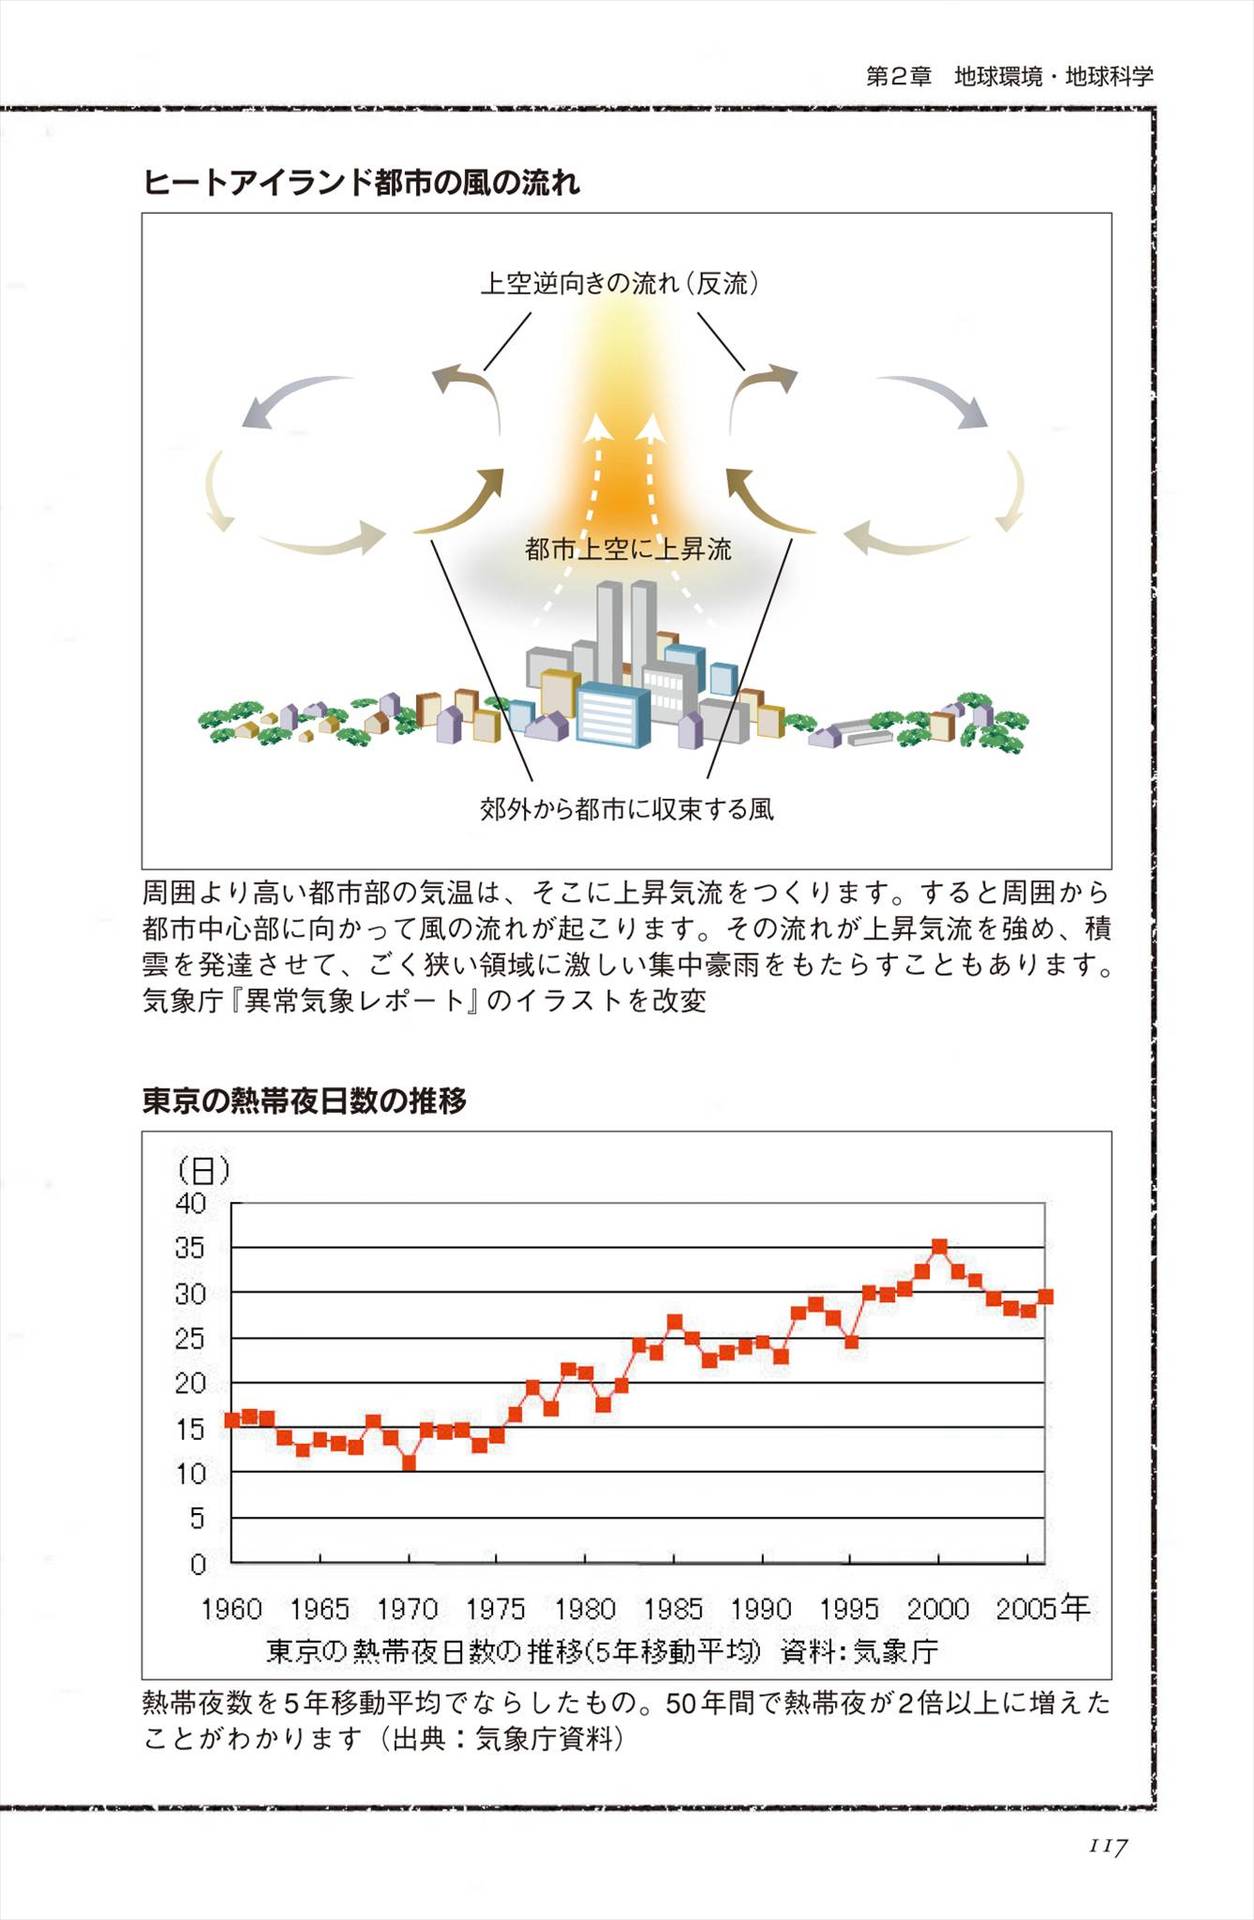 第2章　地球環境・地球科学
ヒートアイランド都市の風の流れ
上空逆向きの流れ（反流）
都市上空に上昇流
郊外から都市に収束する風
周囲より高い都市部の気温は、そこに上昇気流をつくります。すると周囲から
都市中心部に向かって風の流れが起こります。その流れが上昇気流を強め、積
雲を発達させて、ごく狭い領域に激しい集中豪雨をもたらすこともあります。
気象庁『異常気象レポート』のイラストを改変
東京の熱帯夜日数の推移
（日）
40
35
30
25
20
15
10
5
0
1960 1965 1970 1975 1980 1985 1990 1995 2000 2005年
東京の熱帯夜日数の推移(5年移動平均) 資料:気象庁
熱帯夜数を5年移動平均でならしたもの。50年間で熱帯夜が2倍以上に増えた
ことがわかります（出典：気象庁資料）
117